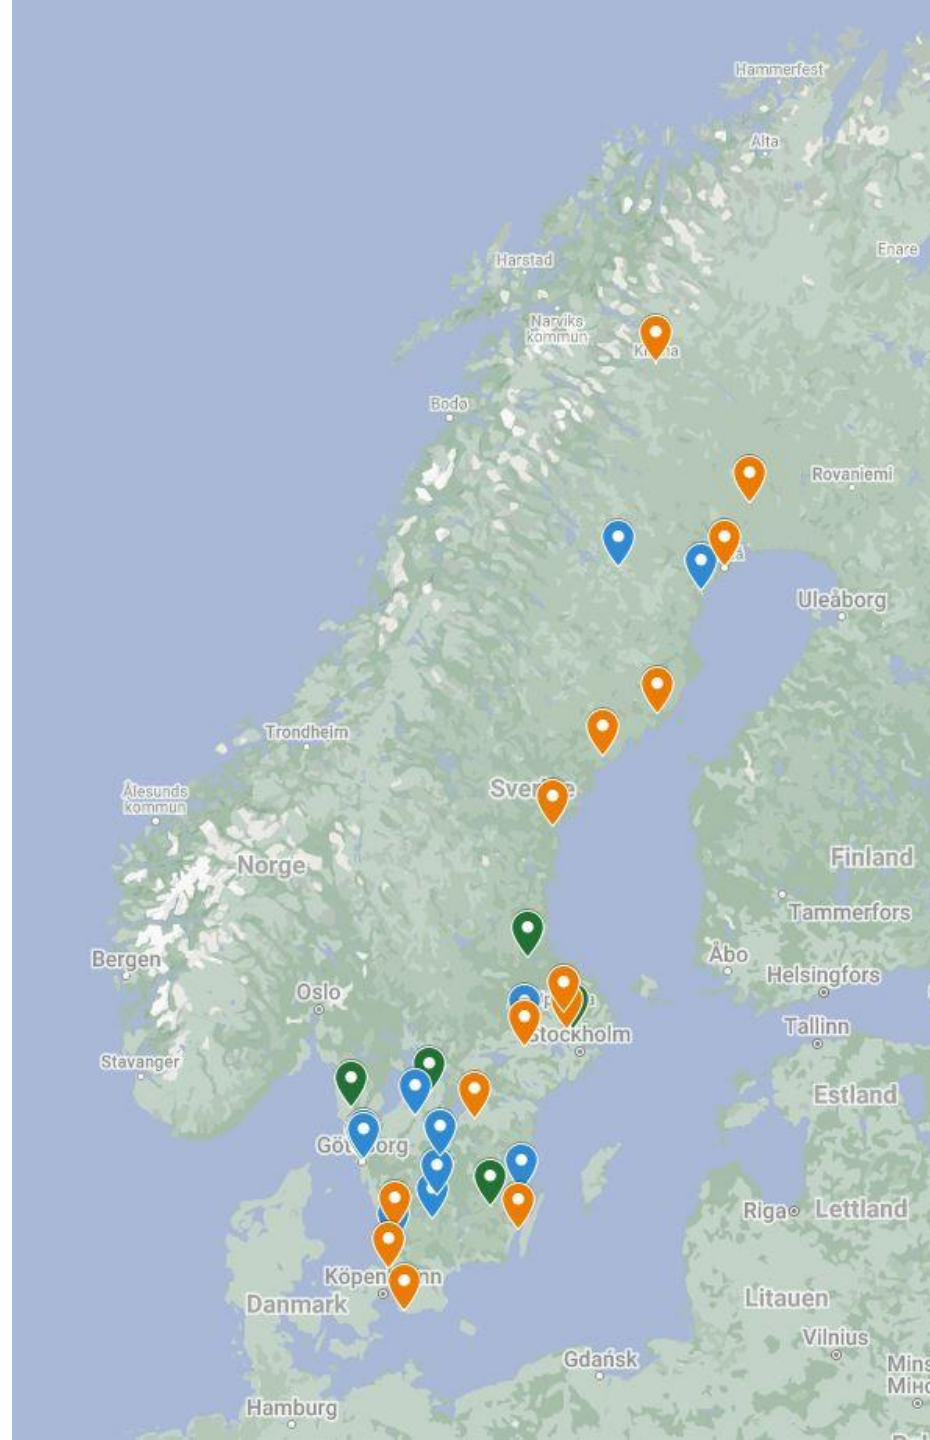 Hammerfest
Alta
Enare
Harstad
Narviks
kommun
Bodø
Rovaniemi
Uleåborg
Trondheim
Ålesunds
kommun
Norge
Finland
Tammerfors
Bergen
Åbo
Helsingfors
Oslo
Tallinn
Stockholm
Stavanger
Estland
Riga
Lettland
Danmark
Litauen
Vilnius
Gdańsk
Hamburg